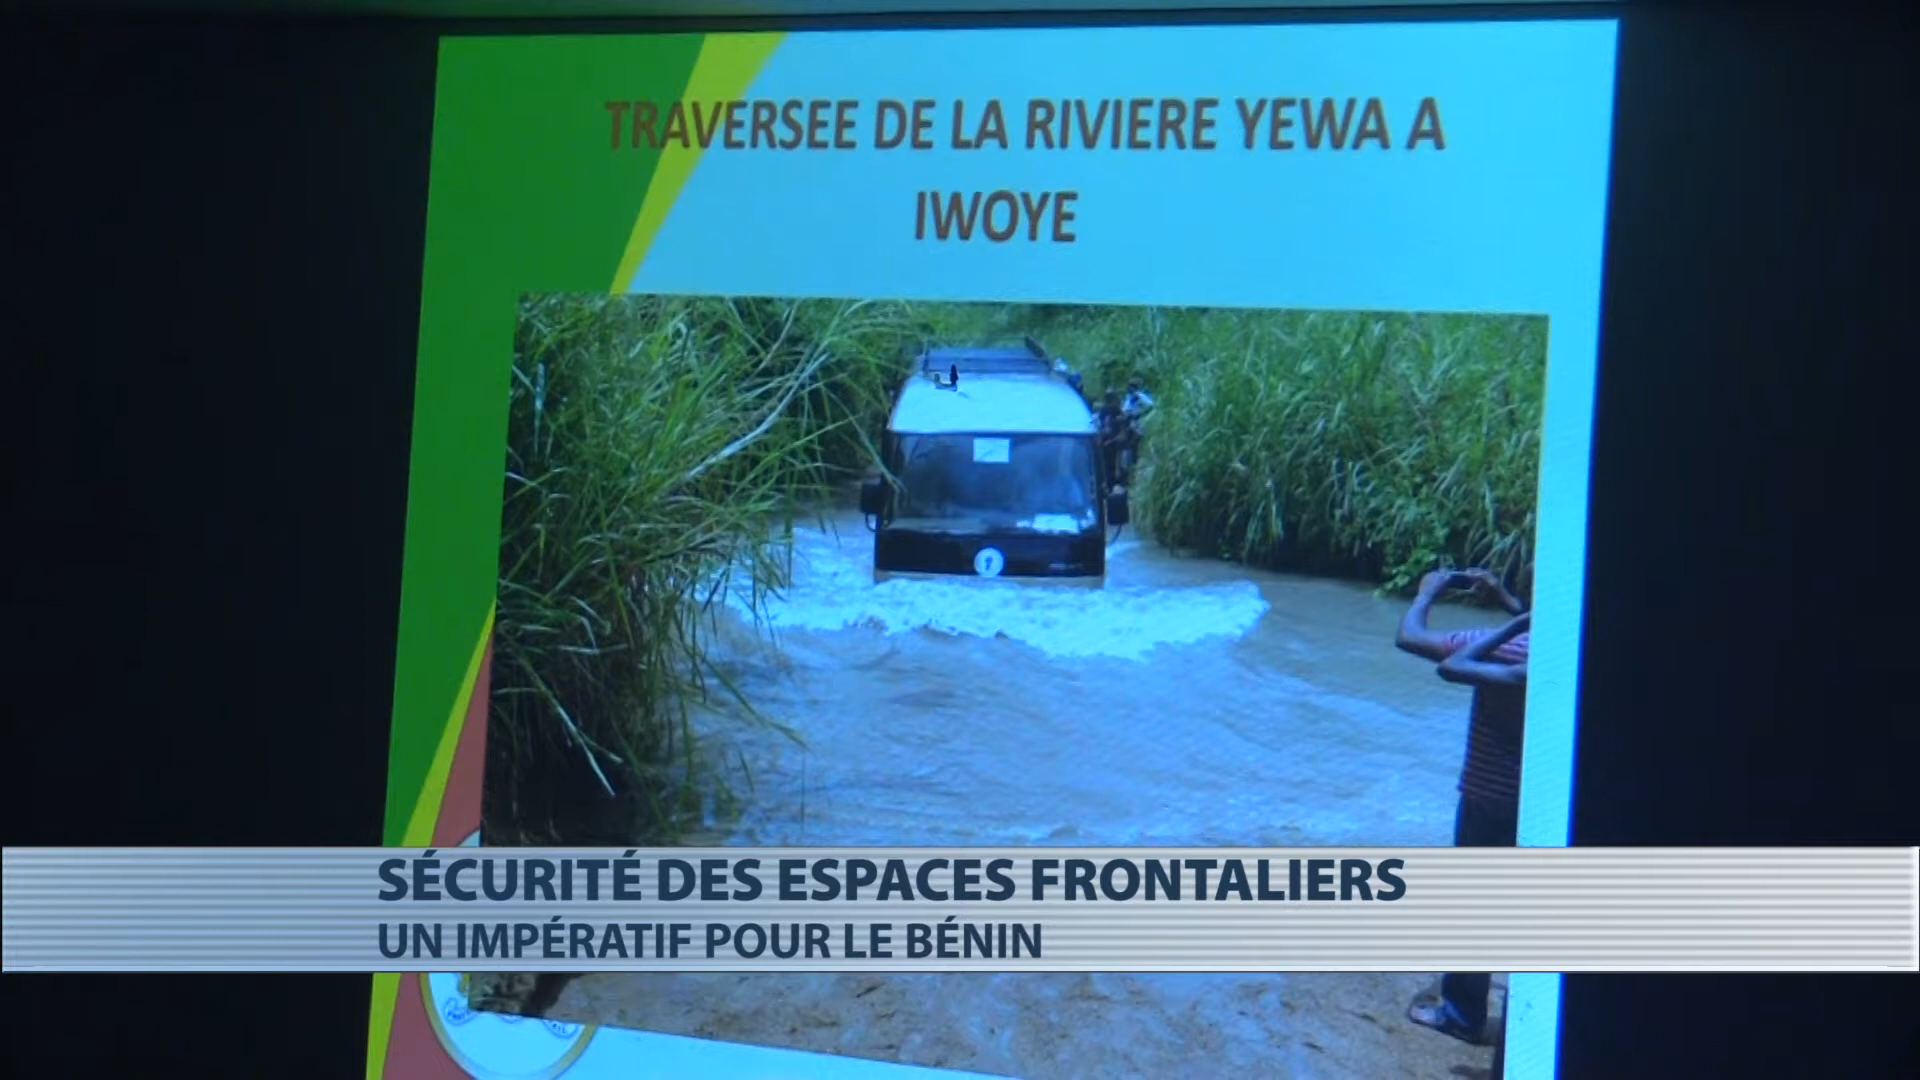 TRAVERSEE DE LA RIVIERE YEWA A
IWOYE
SÉCURITÉ DES ESPACES FRONTALIERS
UN IMPÉRATIF POUR LE BÉNIN